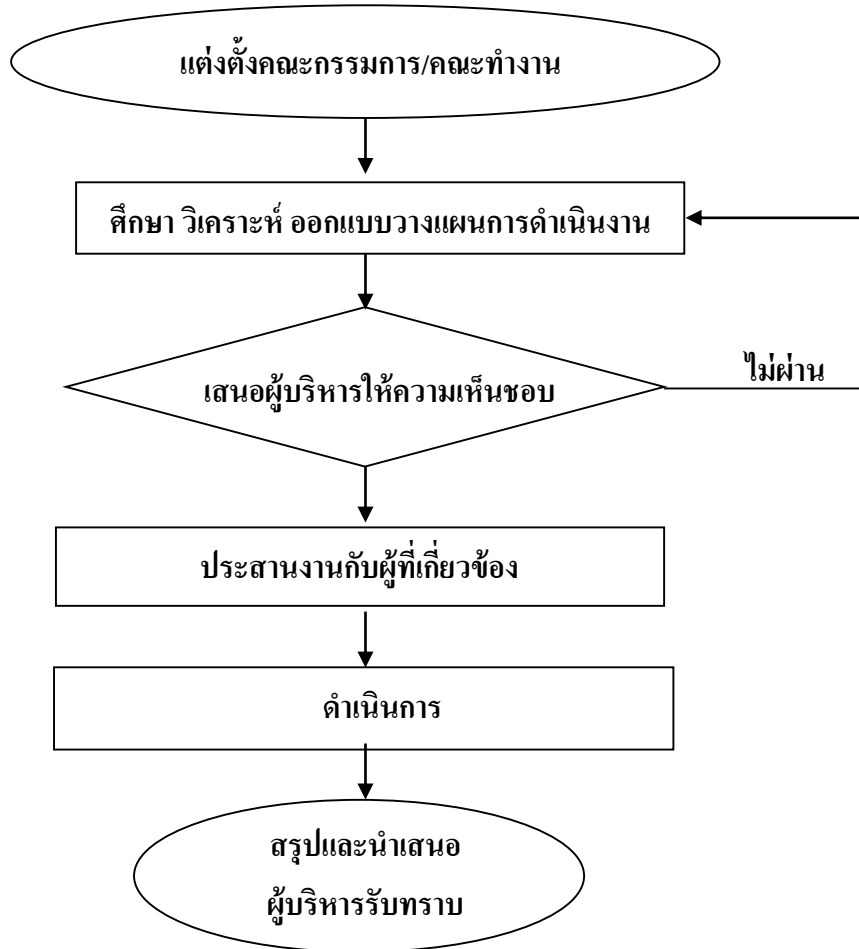 แต่งตั้งคณะกรรมการ/คณะทำงาน
ศึกษา วิเคราะห์ ออกแบบวางแผนการดำเนินงาน
ไม่ผ่าน
เสนอผู้บริหารให้ความเห็นชอบ
ประสานงานกับผู้ที่เกี่ยวข้อง
ดำเนินการ
สรุปและนำเสนอ
ผู้บริหารรับทราบ